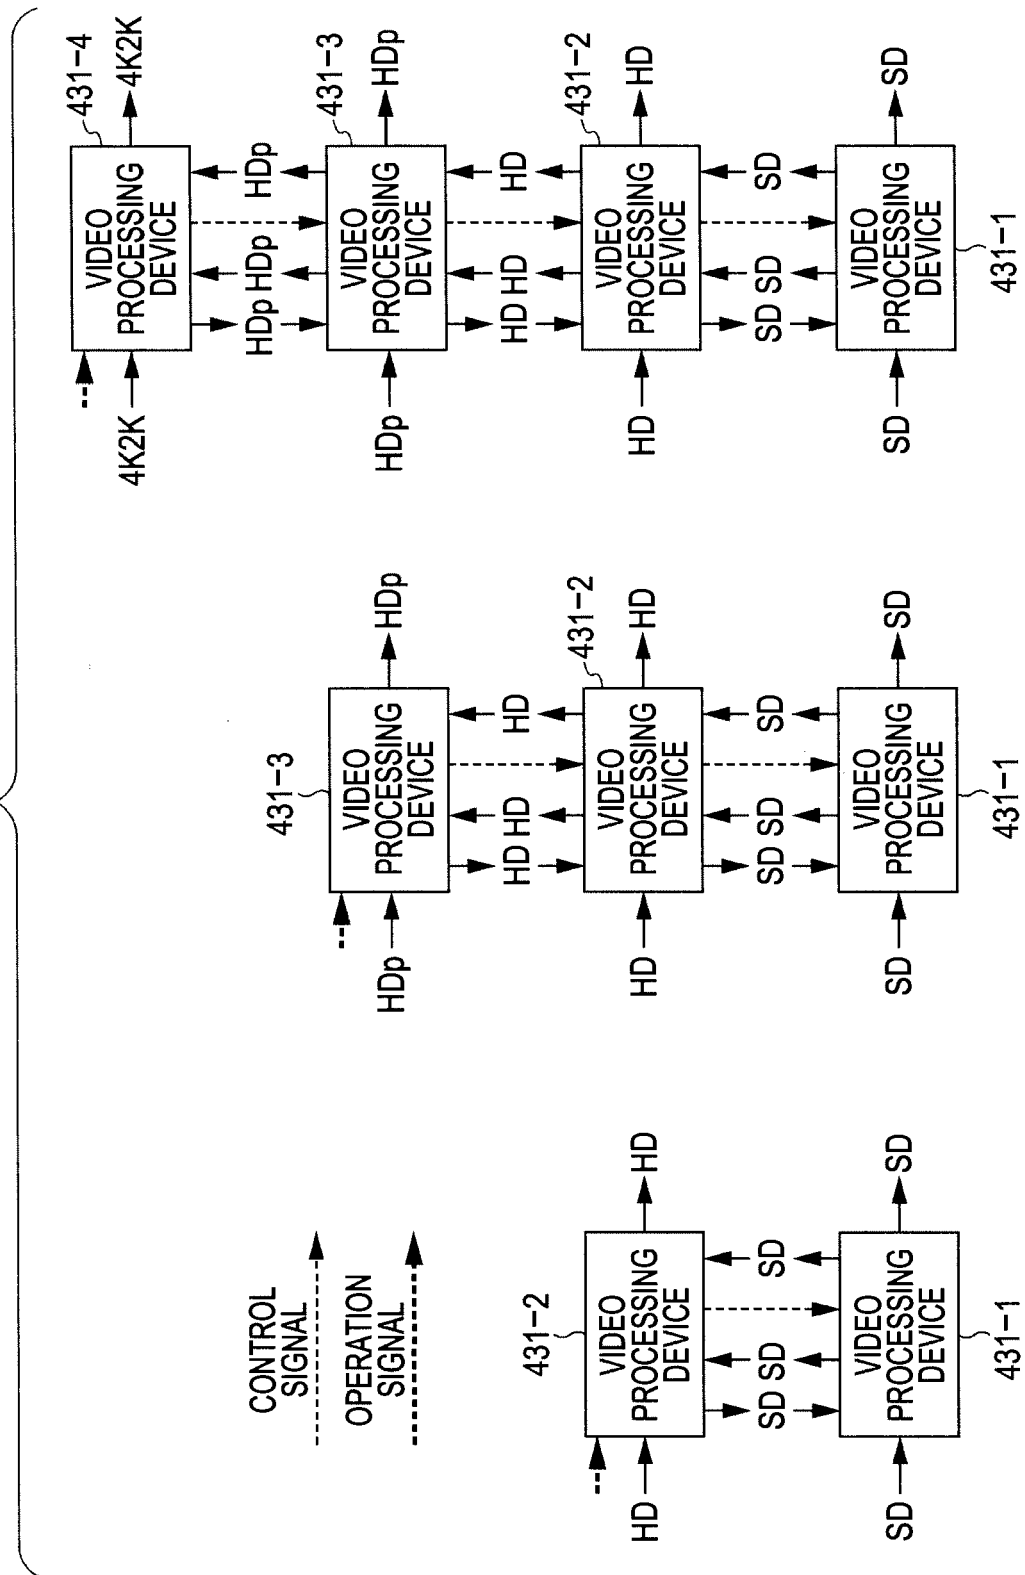 431-4
4K2K
VIDEO
PROCESSING
DEVICE
4K2K
HDp
HDp
HDp
431-3
HDp
VIDEO
PROCESSING
DEVICE
HDp
HD
HD
HD
431-2
HD
VIDEO
PROCESSING
DEVICE
HD
SD
SD
SD
SD
VIDEO
PROCESSING
DEVICE
SD
431-1
431-3
HDp
VIDEO
PROCESSING
DEVICE
HDp
HD
HD
HD
431-2
HD
VIDEO
PROCESSING
DEVICE
HD
SD
SD
SD
SD
VIDEO
PROCESSING
DEVICE
SD
431-1
CONTROL
SIGNAL
OPERATION
SIGNAL
431-2
HD
VIDEO
PROCESSING
DEVICE
HD
SD
SD
SD
SD
VIDEO
PROCESSING
DEVICE
SD
431-1